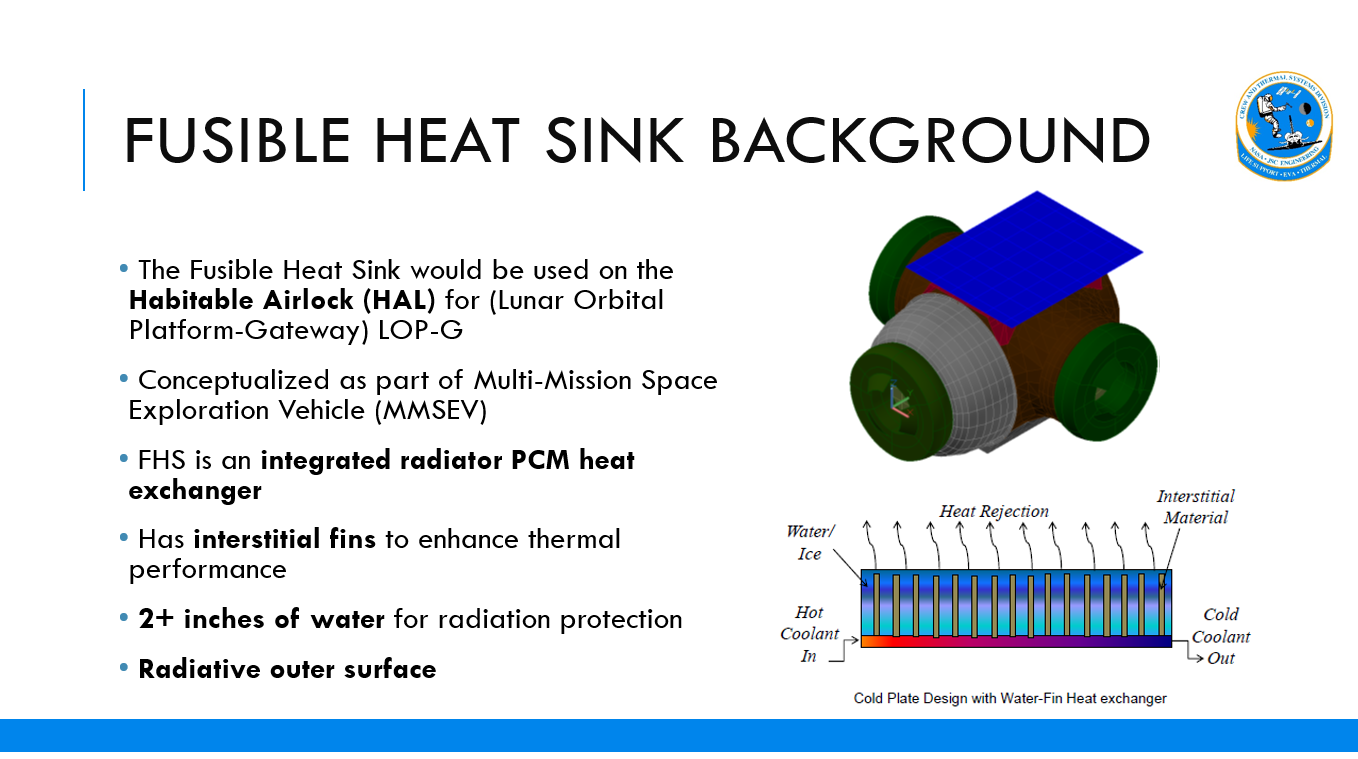 FUSIBLE HEAT SINK BACKGROUND
CREW AND THERMAL SYSTEMS DIVISION
NASA • JSC ENGINEERING
LIFE SUPPORT • EVA • THERMAL
• The Fusible Heat Sink would be used on the
Habitable Airlock (HAL) for (Lunar Orbital
Platform-Gateway) LOP-G
• Conceptualized as part of Multi-Mission Space
Exploration Vehicle (MMSEV)
• FHS is an integrated radiator PCM heat
exchanger
• Has interstitial fins to enhance thermal
performance
• 2+ inches of water for radiation protection
• Radiative outer surface
Heat Rejection
Interstitial
Material
Water/
Ice
Hot
Coolant
In
Cold
Coolant
Out
Cold Plate Design with Water-Fin Heat exchanger